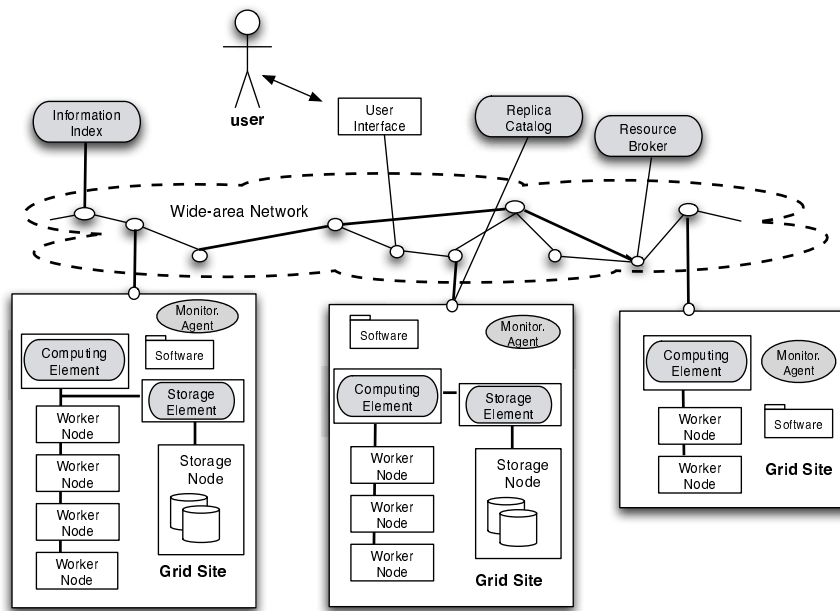 user
Information
Index
User
Interface
Replica
Catalog
Resource
Broker
Wide-area Network
Monitor.
Agent
Software
Computing
Element
Storage
Element
Worker
Node
Worker
Node
Worker
Node
Worker
Node
Storage
Node
Grid Site
Software
Monitor.
Agent
Computing
Element
Storage
Element
Worker
Node
Worker
Node
Worker
Node
Storage
Node
Grid Site
Computing
Element
Monitor.
Agent
Worker
Node
Worker
Node
Software
Grid Site